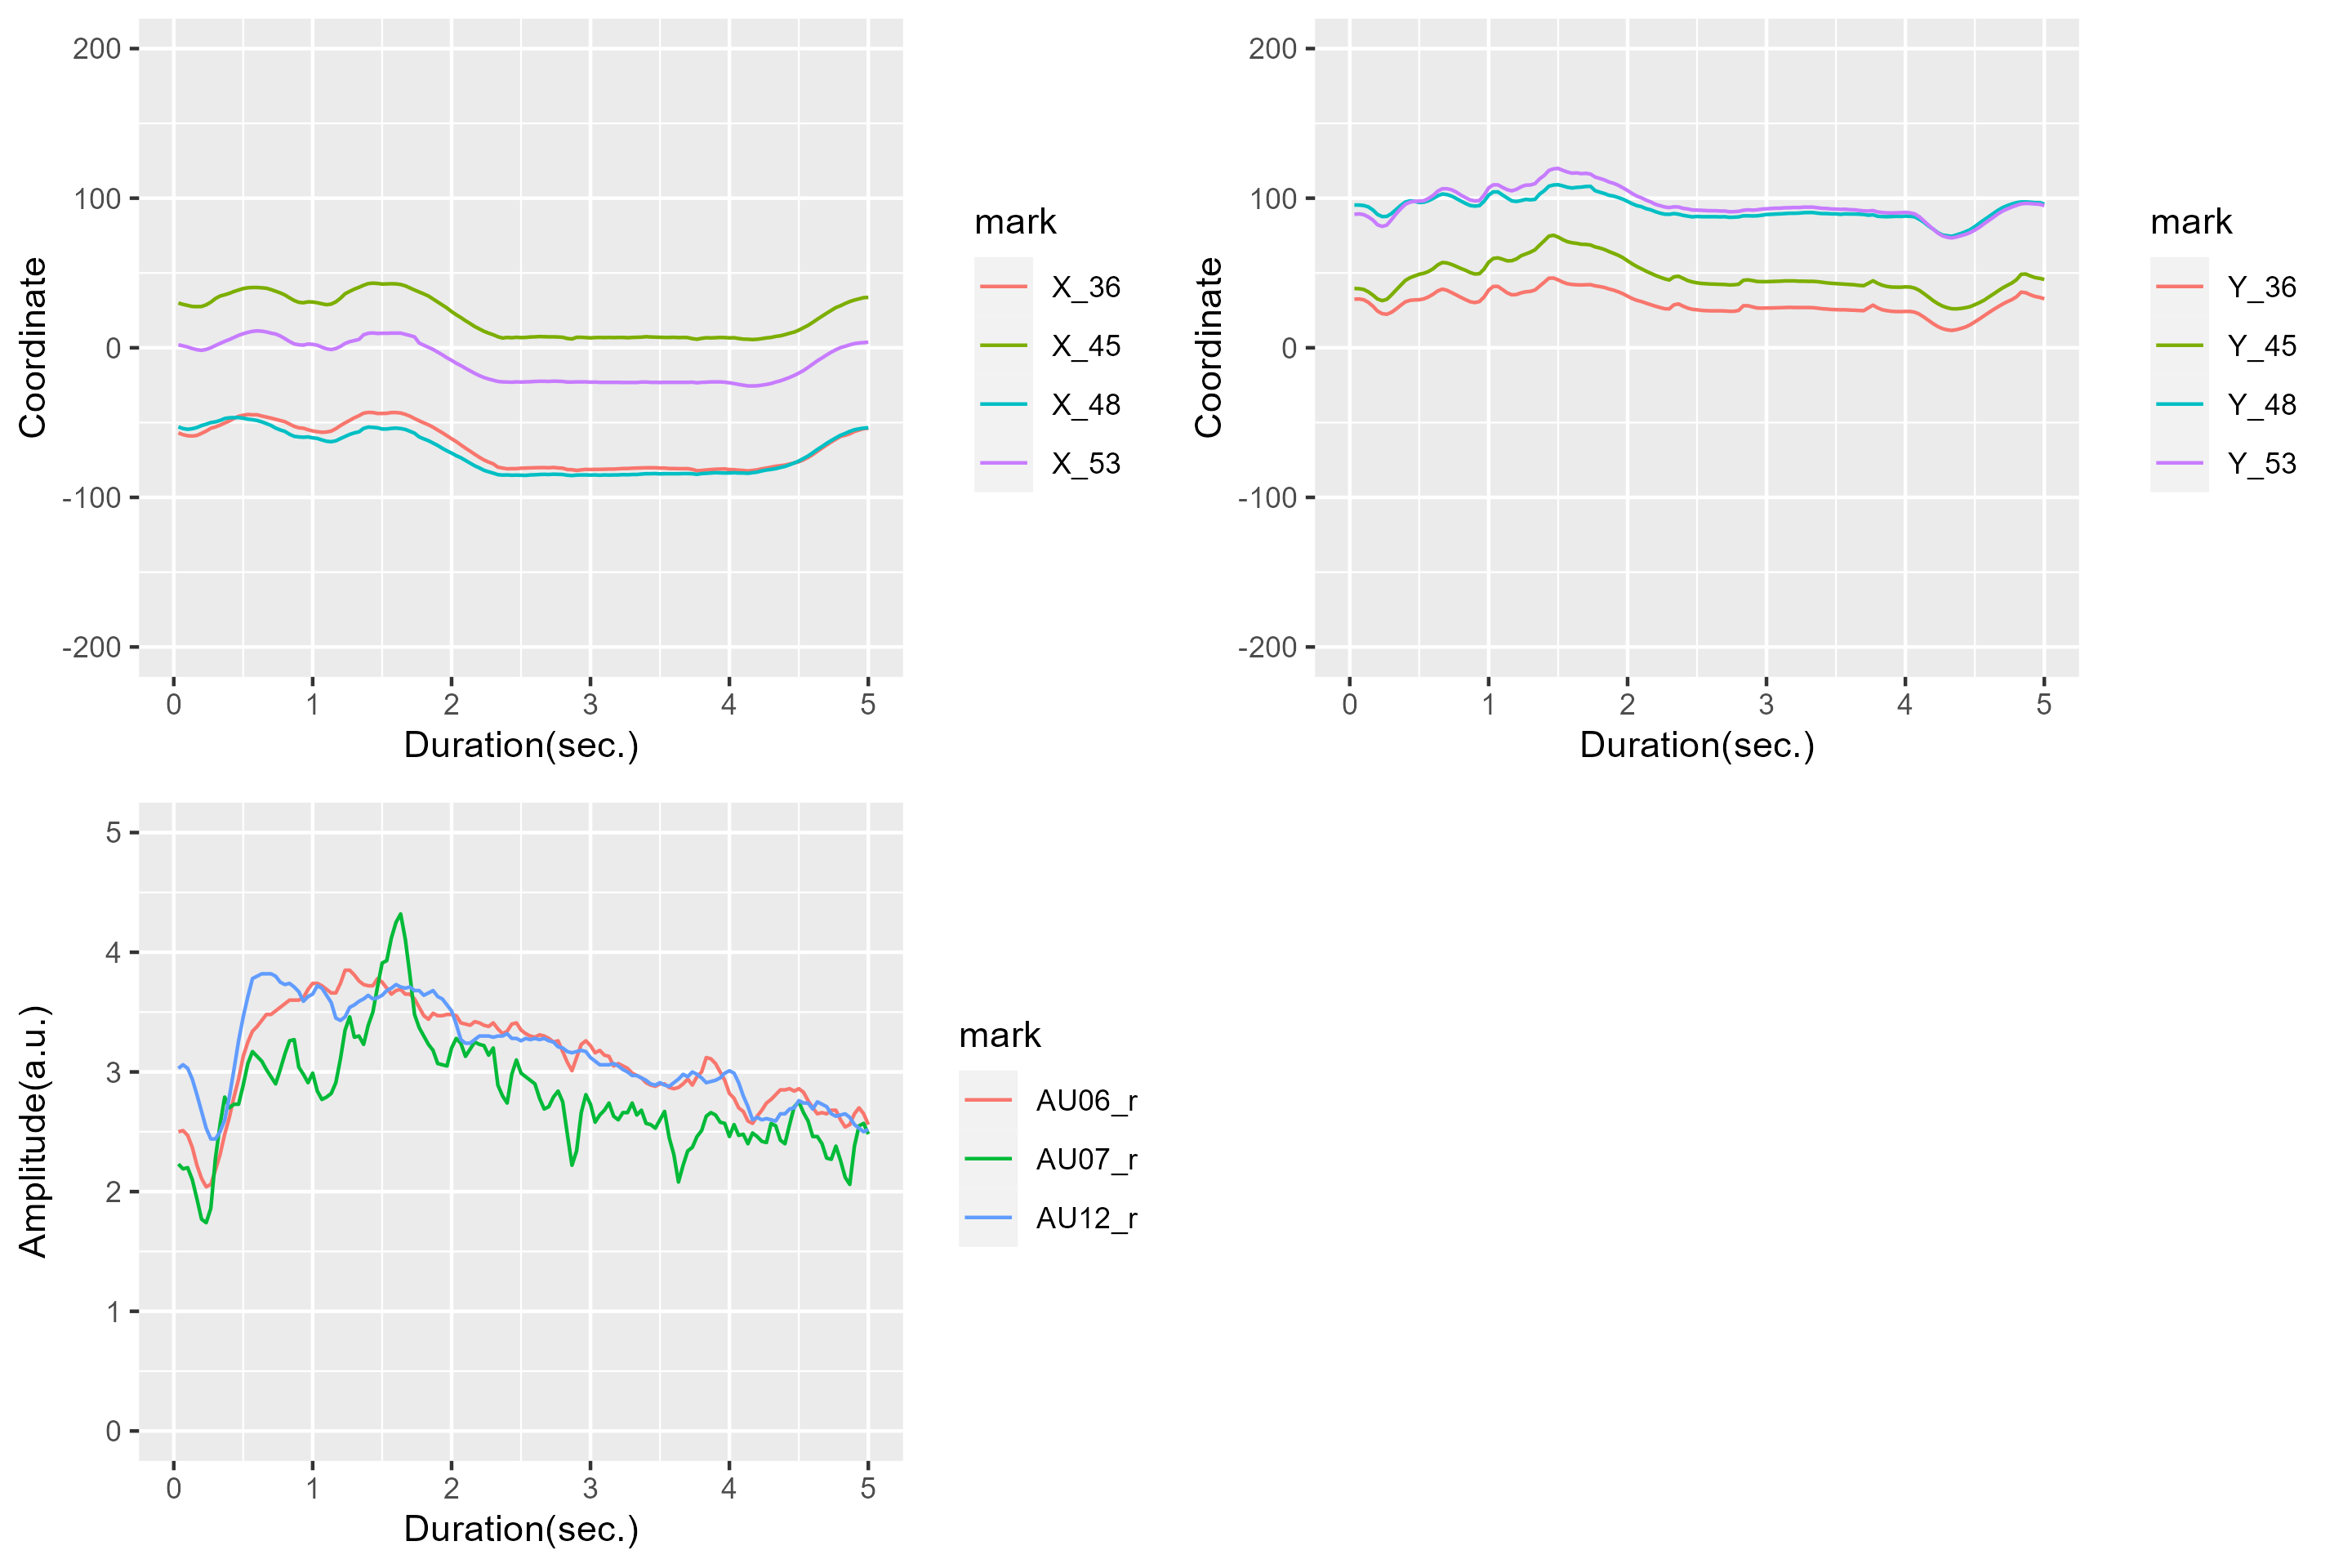 Coordinate
200
100
0
-100
-200
0 1 2 3 4 5
Duration(sec.)
mark
X_36
X_45
X_48
X_53
Coordinate
200
100
0
-100
-200
0 1 2 3 4 5
Duration(sec.)
mark
Y_36
Y_45
Y_48
Y_53
Amplitude(a.u.)
5
4
3
2
1
0
0 1 2 3 4 5
Duration(sec.)
mark
AU06_r
AU07_r
AU12_r